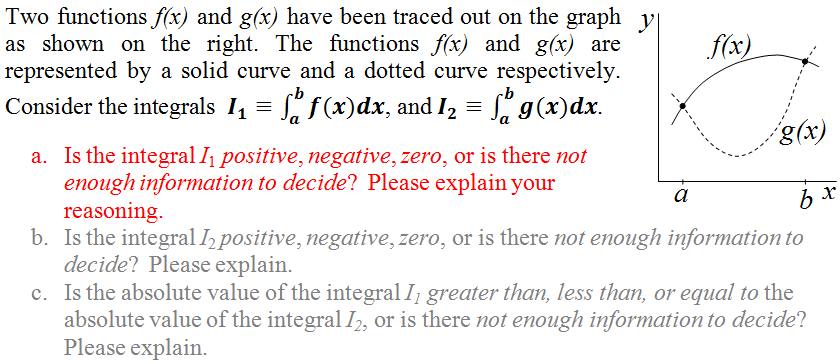 Two functions f(x) and g(x) have been traced out on the graph
as shown on the right. The functions f(x) and g(x) are
represented by a solid curve and a dotted curve respectively.
Consider the integrals I₁ ≡ ∫ₐᵇ f(x)dx, and I₂ ≡ ∫ₐᵇ g(x)dx.
a. Is the integral I₁ positive, negative, zero, or is there not
enough information to decide? Please explain your
reasoning.
b. Is the integral I₂ positive, negative, zero, or is there not enough information to
decide? Please explain.
c. Is the absolute value of the integral I₁ greater than, less than, or equal to the
absolute value of the integral I₂, or is there not enough information to decide?
Please explain.
y
f(x)
g(x)
a
b
x